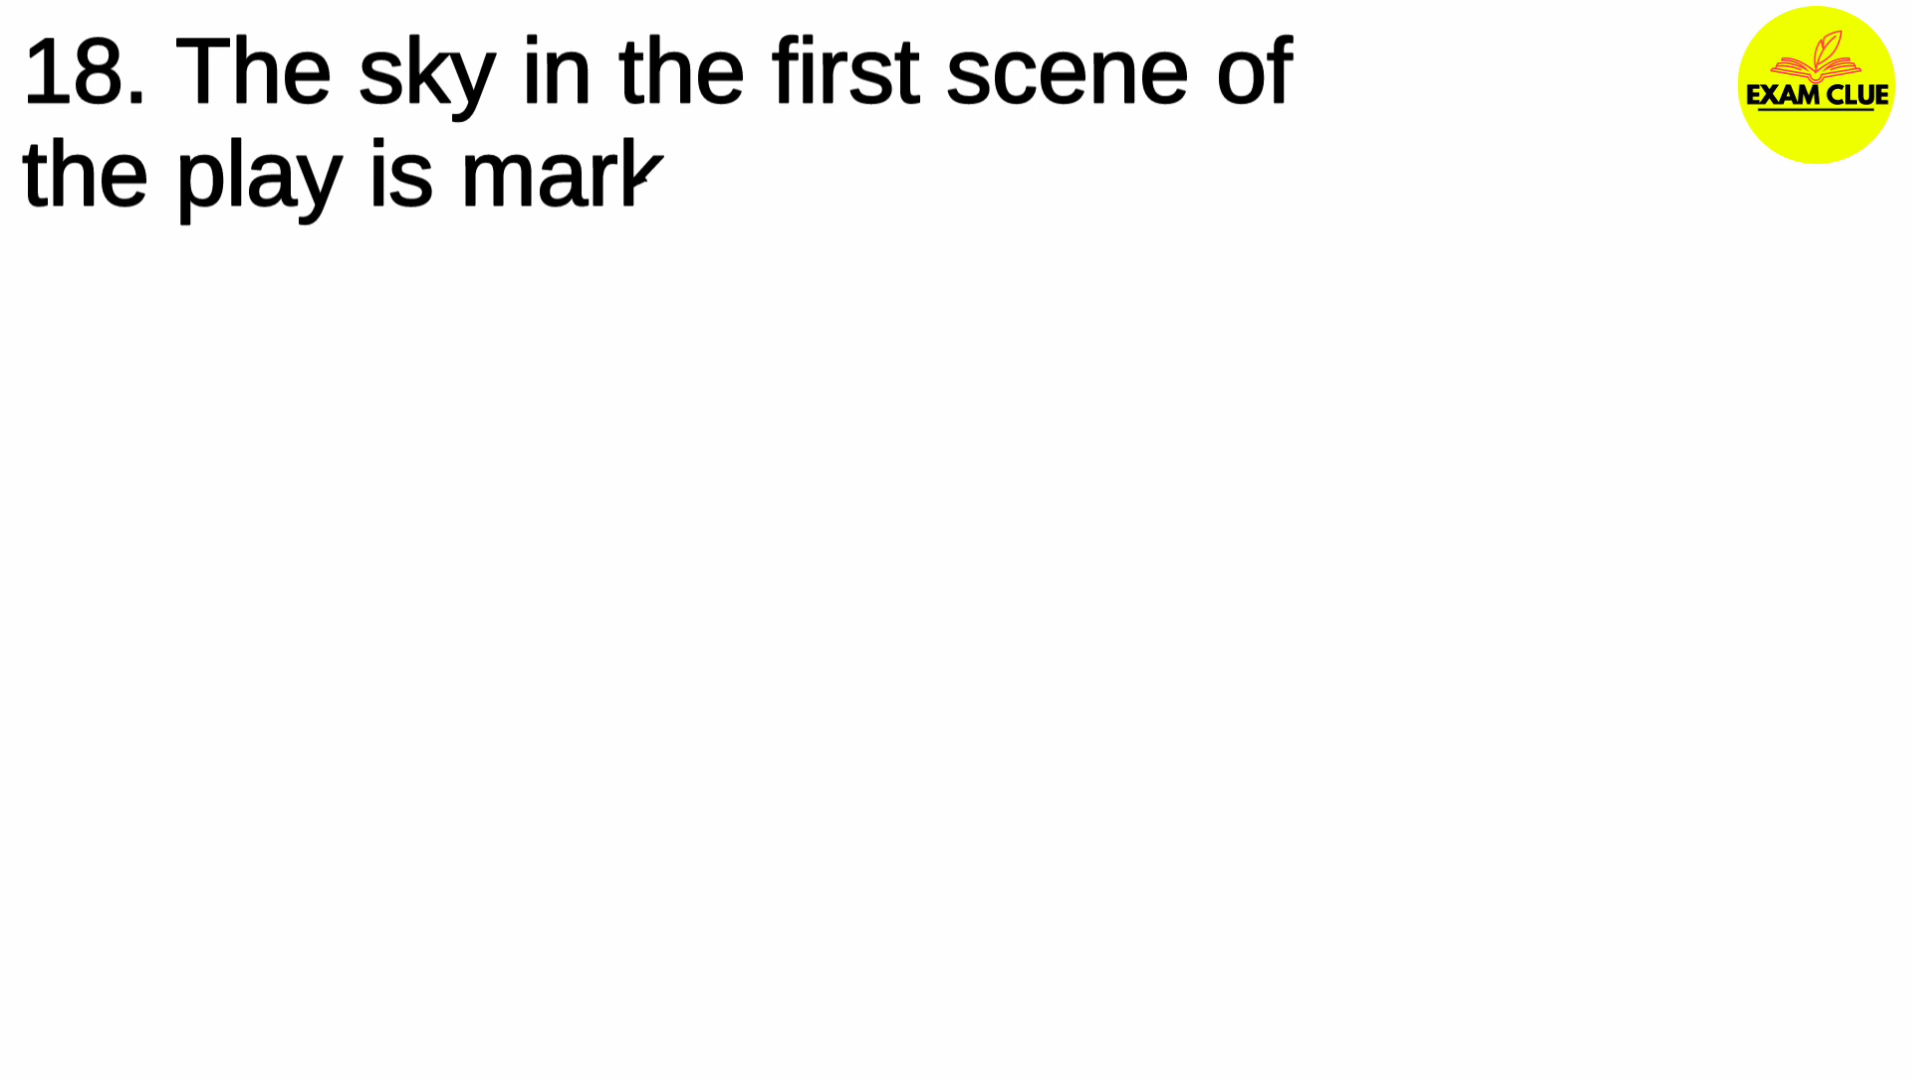 18. The sky in the first scene of
the play is mark
EXAM CLUE